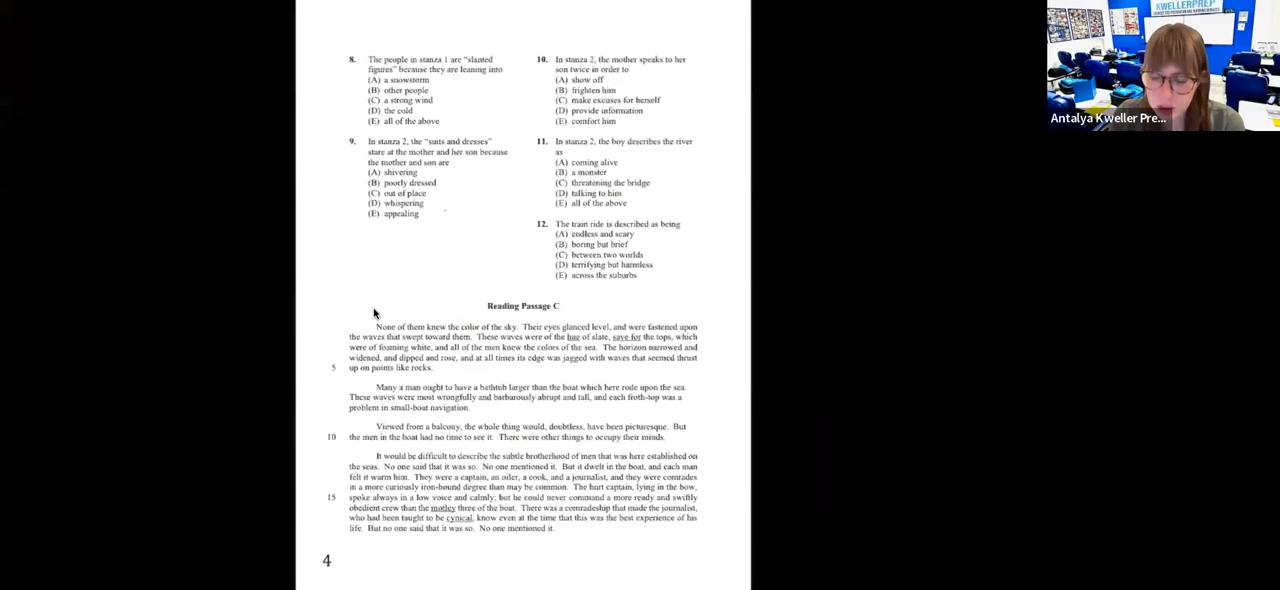 8. The people in stanza 1 are "slanted
figures" because they are leaning into
(A) a snowstorm
(B) other people
(C) a strong wind
(D) the cold
(E) all of the above
9. In stanza 2, the "suits and dresses"
stare at the mother and her son because
the mother and son are
(A) shivering
(B) poorly dressed
(C) out of place
(D) whispering
(E) appealing
10. In stanza 2, the mother speaks to her
son twice in order to
(A) show off
(B) frighten him
(C) make excuses for herself
(D) provide information
(E) comfort him
11. In stanza 2, the boy describes the river
as
(A) coming alive
(B) a monster
(C) threatening the bridge
(D) talking to him
(E) all of the above
12. The train ride is described as being
(A) endless and scary
(B) boring but brief
(C) between two worlds
(D) terrifying but harmless
(E) across the suburbs
Reading Passage C
None of them knew the color of the sky. Their eyes glanced level, and were fastened upon
the waves that swept toward them. These waves were of the hue of slate, save for the tops, which
were of foaming white, and all of the men knew the colors of the sea. The horizon narrowed and
widened, and dipped and rose, and at all times its edge was jagged with waves that seemed thrust
5 up on points like rocks.
Many a man ought to have a bathtub larger than the boat which here rode upon the sea.
These waves were most wrongfully and barbarously abrupt and tall, and each froth-top was a
problem in small-boat navigation.
Viewed from a balcony, the whole thing would, doubtless, have been picturesque. But
10 the men in the boat had no time to see it. There were other things to occupy their minds.
It would be difficult to describe the subtle brotherhood of men that was here established on
the seas. No one said that it was so. No one mentioned it. But it dwelt in the boat, and each man
felt it warm him. They were a captain, an oiler, a cook, and a journalist, and they were comrades
in a more curiously iron-bound degree than may be common. The hurt captain, lying in the bow,
15 spoke always in a low voice and calmly; but he could never command a more ready and swiftly
obedient crew than the motley three of the boat. There was a comradeship that made the journalist,
who had been taught to be cynical, know even at the time that this was the best experience of his
life. But no one said that it was so. No one mentioned it.
4
KWELLERPREP
Antalya Kweller Pre...